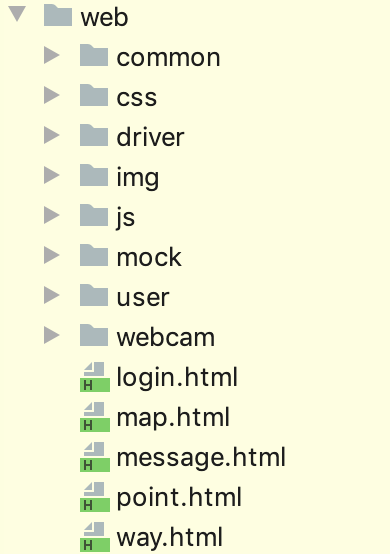 web
common
css
driver
img
js
mock
user
webcam
H login.html
H map.html
H message.html
H point.html
H way.html